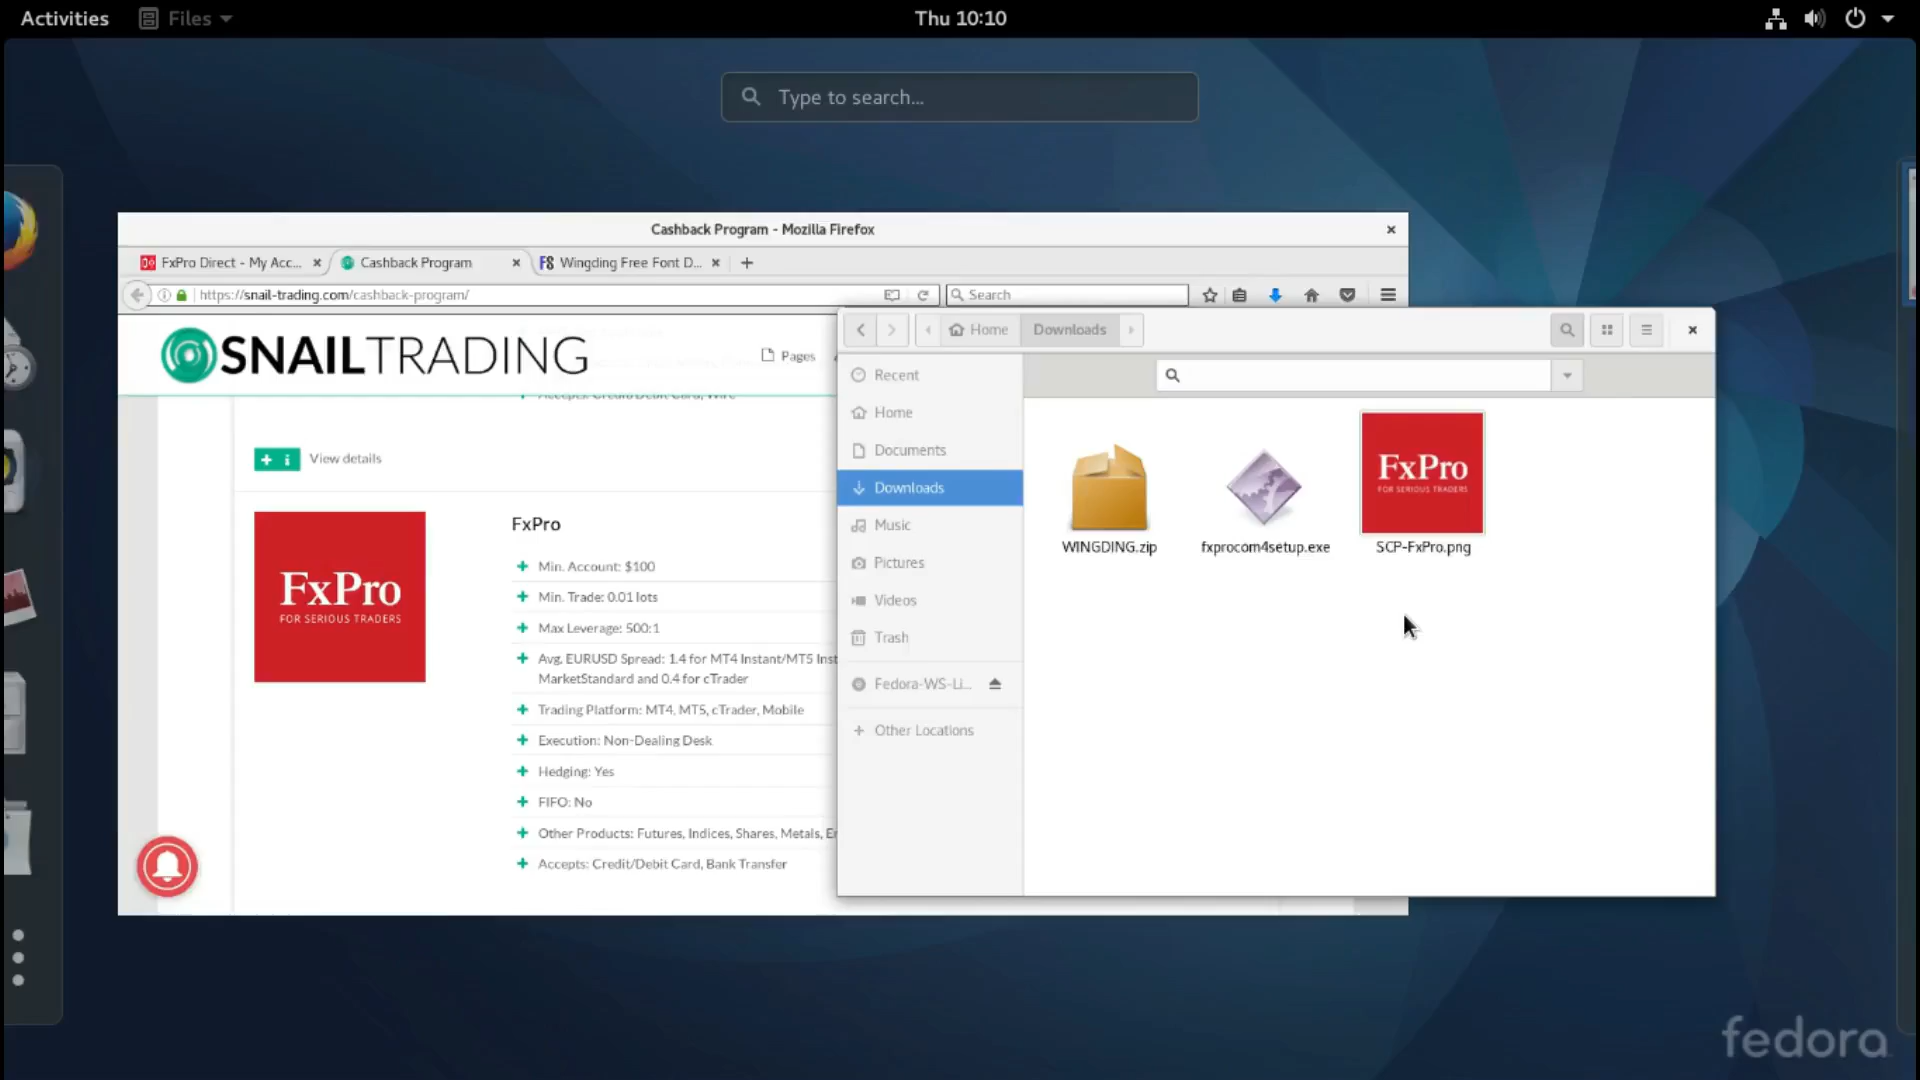 Activities
Files
Thu 10:10
Type to search...
Cashback Program - Mozilla Firefox
FxPro Direct - My Acc...
Cashback Program
Wingding Free Font D...
https://snail-trading.com/cashback-program/
Search
SNAILTRADING
Pages
Accepts: Credit/Debit Card, Wire
View details
FxPro
FOR SERIOUS TRADERS
FxPro
Min. Account: $100
Min. Trade: 0.01 lots
Max Leverage: 500:1
Avg. EURUSD Spread: 1.4 for MT4 Instant/MT5 Inst
MarketStandard and 0.4 for cTrader
Trading Platform: MT4, MT5, cTrader, Mobile
Execution: Non-Dealing Desk
Hedging: Yes
FIFO: No
Other Products: Futures, Indices, Shares, Metals, En
Accepts: Credit/Debit Card, Bank Transfer
Home
Downloads
Recent
Home
Documents
Downloads
Music
Pictures
Videos
Trash
Fedora-WS-Li...
Other Locations
FxPro
FOR SERIOUS TRADERS
WINGDING.zip
fxprocom4setup.exe
SCP-FxPro.png
fedora